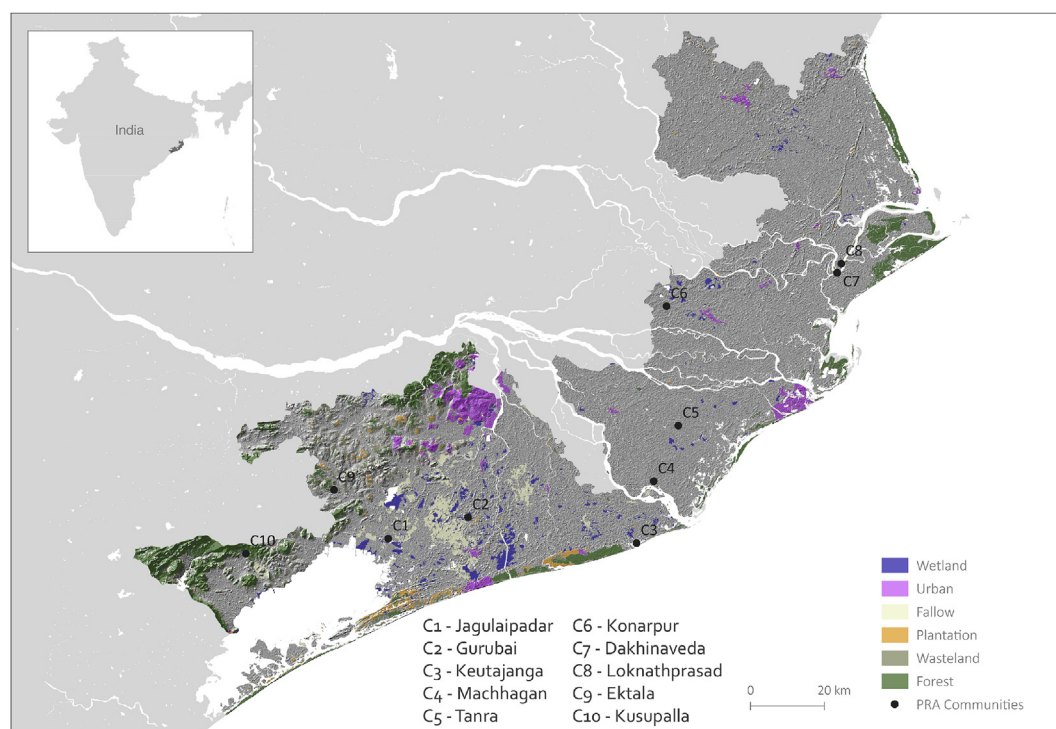 India
C8
C7
C6
C5
C4
C9
C2
C1
C3
C10
C1 - Jagulaipadar
C2 - Gurubai
C3 - Keutajanga
C4 - Machhagan
C5 - Tanra
C6 - Konarpur
C7 - Dakhinaveda
C8 - Loknathprasad
C9 - Ektala
C10 - Kusupalla
0 20 km
Wetland
Urban
Fallow
Plantation
Wasteland
Forest
PRA Communities